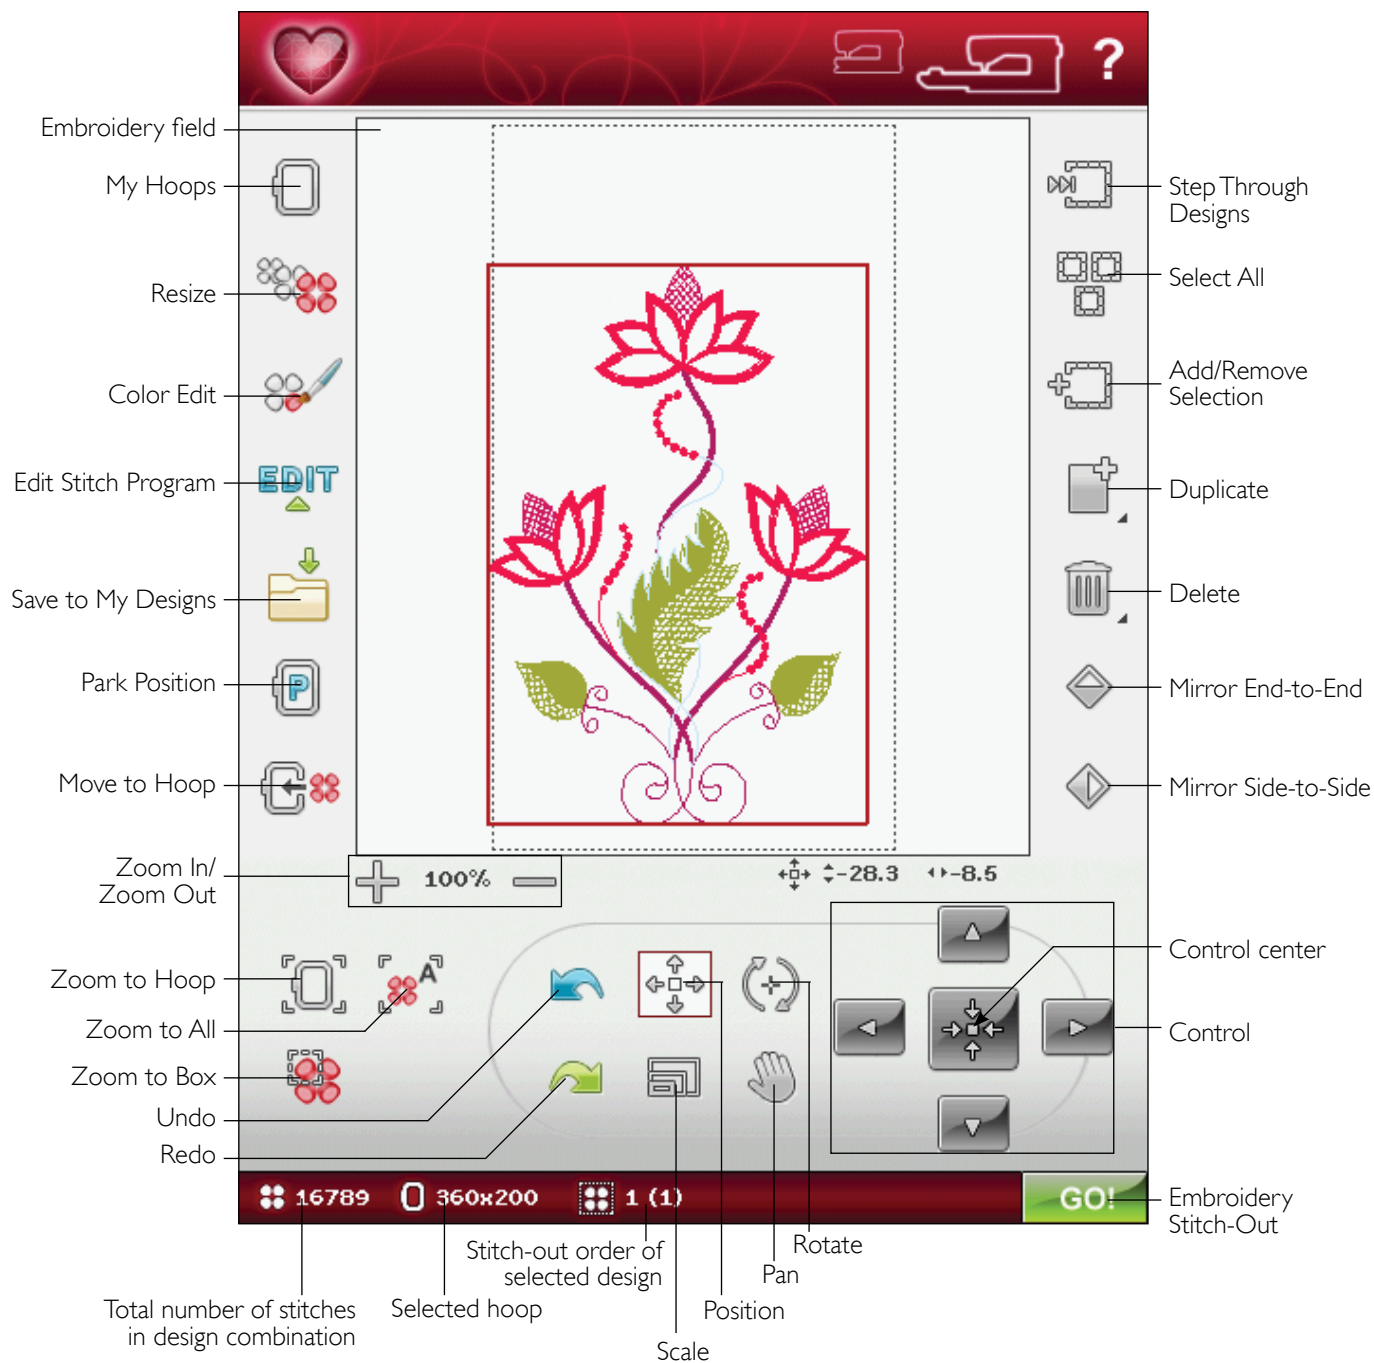 ?
Embroidery field
My Hoops
Resize
Color Edit
EDIT
Edit Stitch Program
Save to My Designs
P
Park Position
Move to Hoop
Zoom In/
Zoom Out
100%
-28.3
-8.5
Step Through
Designs
Select All
Add/Remove
Selection
Duplicate
Delete
Mirror End-to-End
Mirror Side-to-Side
Control center
Control
Zoom to Hoop
A
Zoom to All
Zoom to Box
Undo
Redo
16789
360x200
1 (1)
GO!
Embroidery
Stitch-Out
Rotate
Stitch-out order of
selected design
Pan
Total number of stitches
in design combination
Selected hoop
Position
Scale